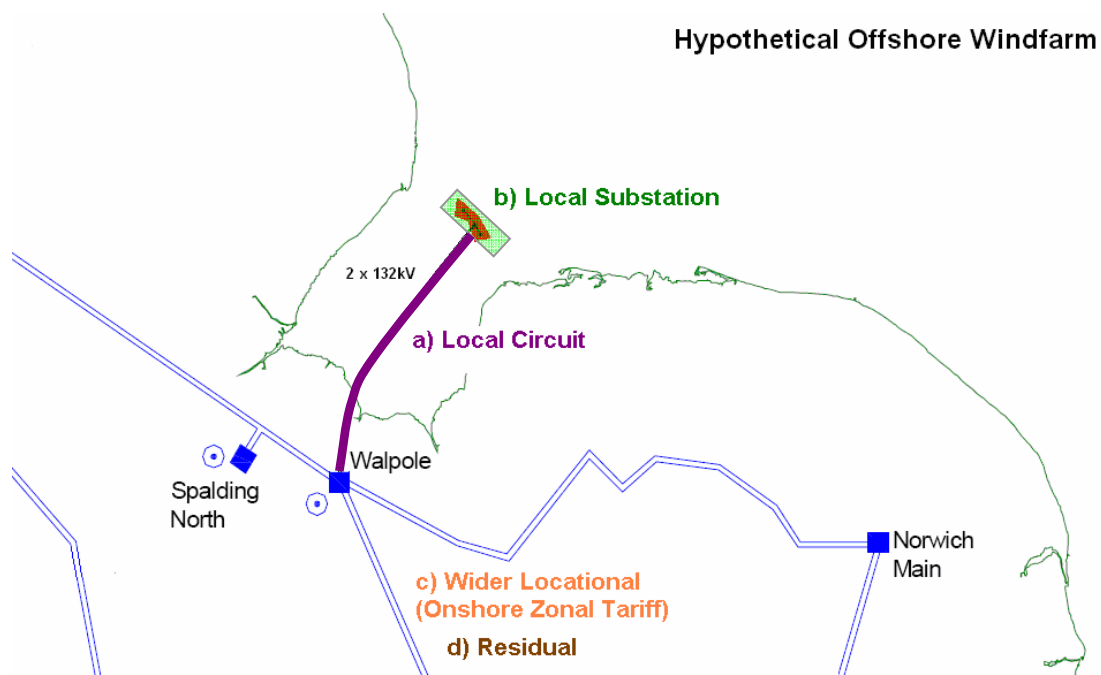 Hypothetical Offshore Windfarm
b) Local Substation
2 x 132kV
a) Local Circuit
Walpole
Spalding
North
Norwich
Main
c) Wider Locational
(Onshore Zonal Tariff)
d) Residual